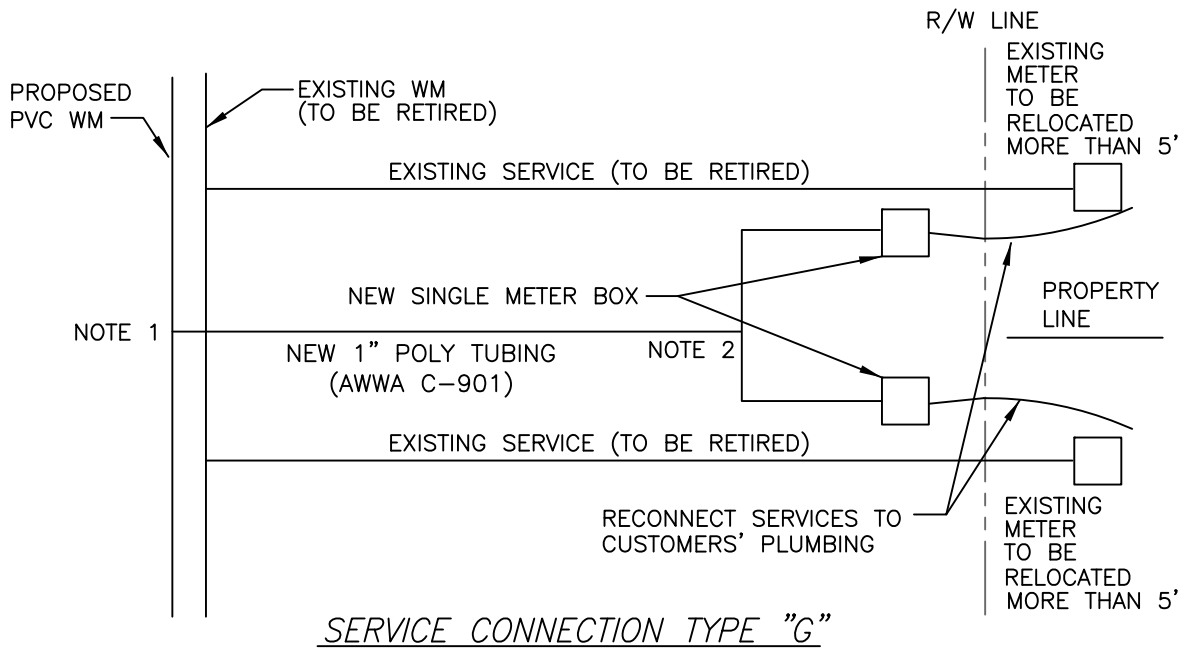 R/W LINE
PROPOSED
PVC WM
EXISTING WM
(TO BE RETIRED)
EXISTING
METER
TO BE
RELOCATED
MORE THAN 5'
EXISTING SERVICE (TO BE RETIRED)
NEW SINGLE METER BOX
PROPERTY
LINE
NOTE 1
NEW 1" POLY TUBING
(AWWA C-901)
NOTE 2
EXISTING SERVICE (TO BE RETIRED)
RECONNECT SERVICES TO
CUSTOMERS' PLUMBING
EXISTING
METER
TO BE
RELOCATED
MORE THAN 5'
SERVICE CONNECTION TYPE "G"